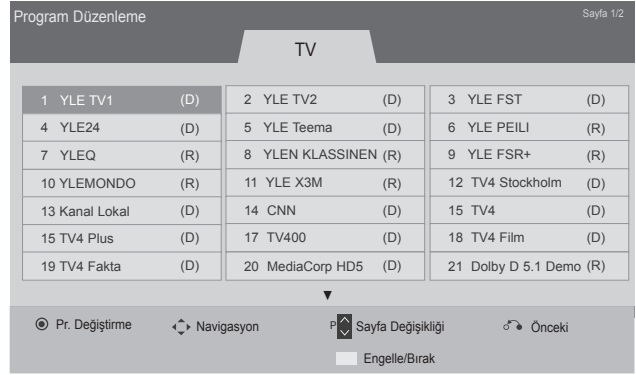 Program Düzenleme Sayfa 1/2
TV
1 YLE TV1 (D) 2 YLE TV2 (D) 3 YLE FST (D)
4 YLE24 (D) 5 YLE Teema (D) 6 YLE PEILI (R)
7 YLEQ (R) 8 YLEN KLASSINEN (R) 9 YLE FSR+ (R)
10 YLEMONDO (R) 11 YLE X3M (R) 12 TV4 Stockholm (D)
13 Kanal Lokal (D) 14 CNN (D) 15 TV4 (D)
15 TV4 Plus (D) 17 TV400 (D) 18 TV4 Film (D)
19 TV4 Fakta (D) 20 MediaCorp HD5 (D) 21 Dolby D 5.1 Demo (R)
Pr. Değiştirme Navigasyon P Sayfa Değişikliği Önceki
Engelle/Bırak